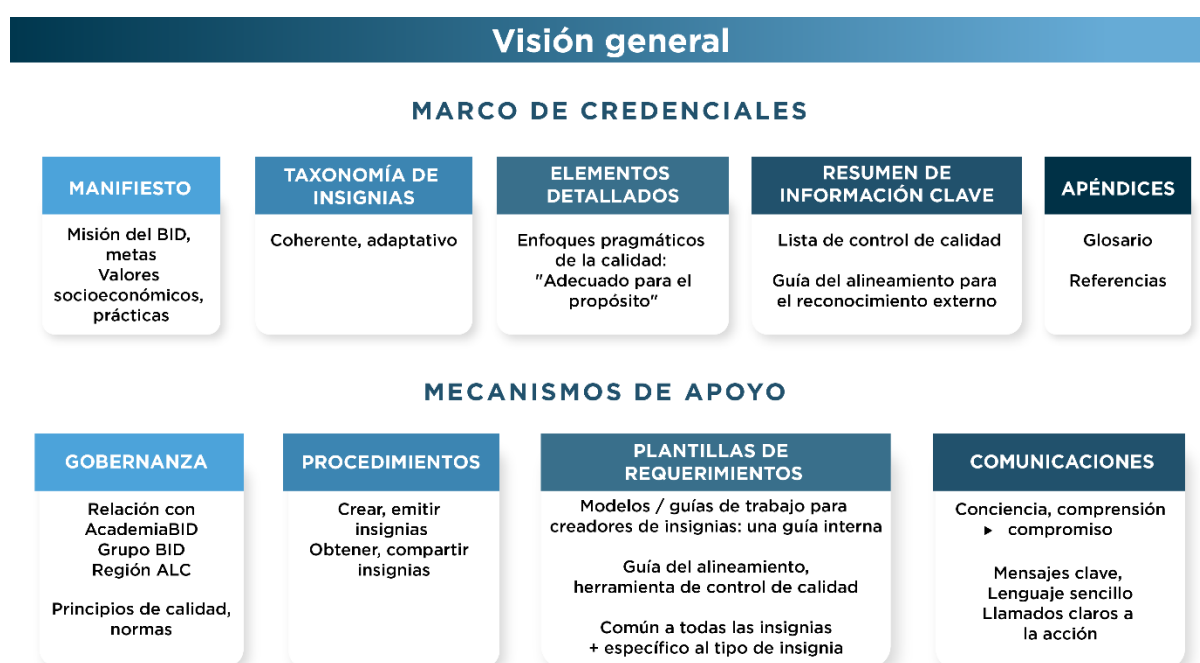 Visión general
MARCO DE CREDENCIALES
MANIFIESTO
Misión del BID,
metas
Valores
socioeconómicos,
prácticas
TAXONOMÍA DE
INSIGNIAS
Coherente, adaptativo
ELEMENTOS
DETALLADOS
Enfoques pragmáticos
de la calidad:
"Adecuado para el
propósito"
RESUMEN DE
INFORMACIÓN CLAVE
Lista de control de calidad
Guía del alineamiento para
el reconocimiento externo
APÉNDICES
Glosario
Referencias
MECANISMOS DE APOYO
GOBERNANZA
Relación con
AcademiaBID
Grupo BID
Región ALC
Principios de calidad,
normas
PROCEDIMIENTOS
Crear, emitir
insignias
Obtener, compartir
insignias
PLANTILLAS DE
REQUERIMIENTOS
Modelos / guías de trabajo para
creadores de insignias: una guía interna
Guía del alineamiento,
herramienta de control de calidad
Común a todas las insignias
+ específico al tipo de insignia
COMUNICACIONES
Conciencia, comprensión
▸ compromiso
Mensajes clave,
Lenguaje sencillo
Llamados claros a
la acción